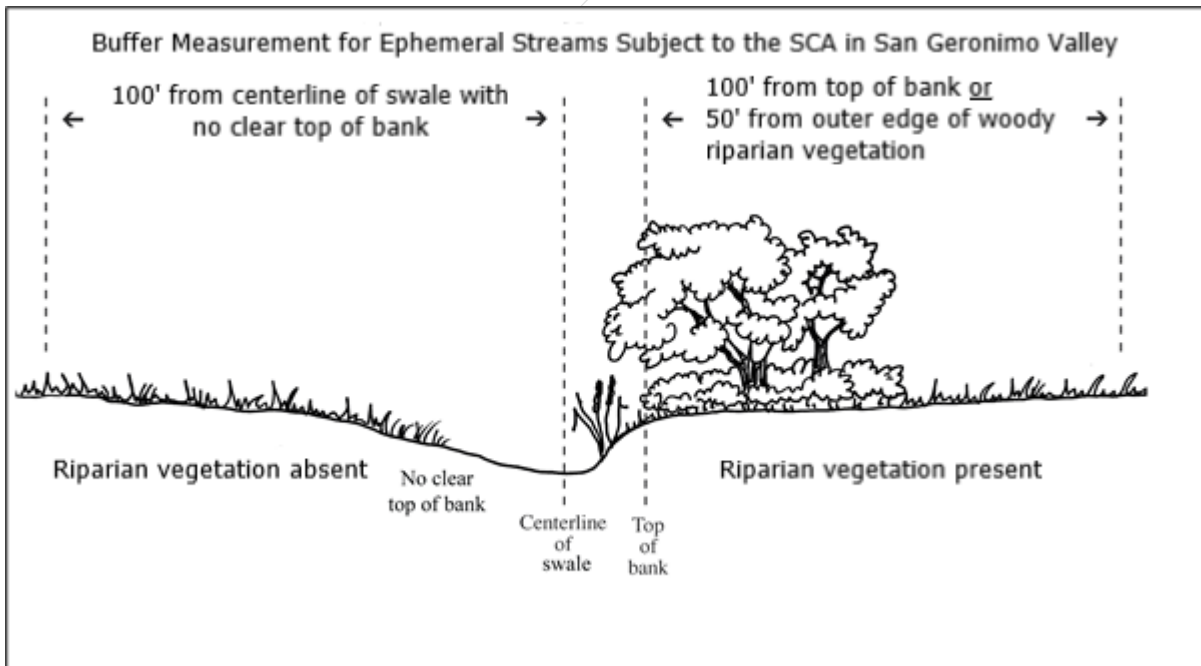 Buffer Measurement for Ephemeral Streams Subject to the SCA in San Geronimo Valley
100' from centerline of swale with
no clear top of bank
100' from top of bank or
50' from outer edge of woody
riparian vegetation
Riparian vegetation absent
No clear
top of bank
Centerline
of
swale
Top
of
bank
Riparian vegetation present